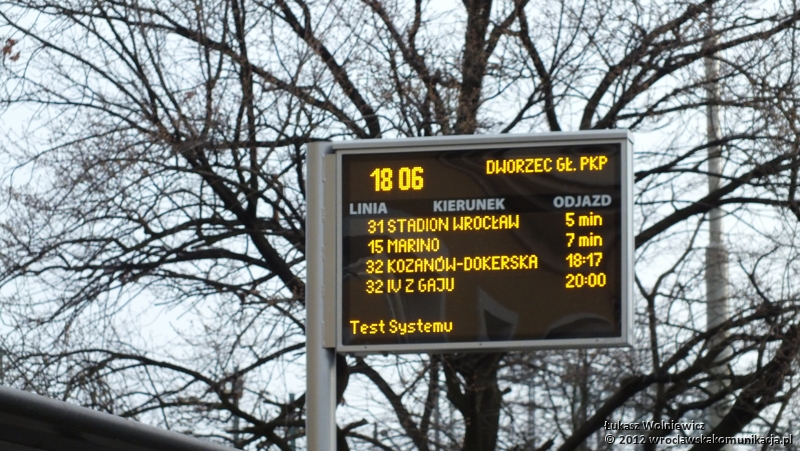 18 06 DWORZEC GŁ. PKP
LINIA KIERUNEK ODJAZD
31 STADION WROCŁAW 5 min
15 MARINO 7 min
32 KOZANÓW-DOKERSKA 18:17
32 IV Z GAJU 20:00
Test Systemu
Łukasz Wolniewicz
© 2012 wroclawskakomunikacja.pl